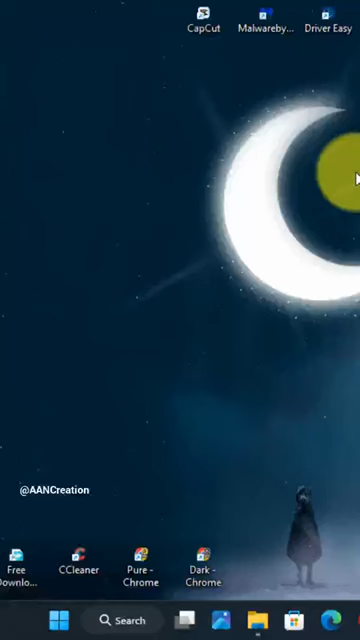 CapCut
Malwareby...
Driver Easy
@AANCreation
Free
Downlo...
CCleaner
Pure -
Chrome
Dark -
Chrome
Search